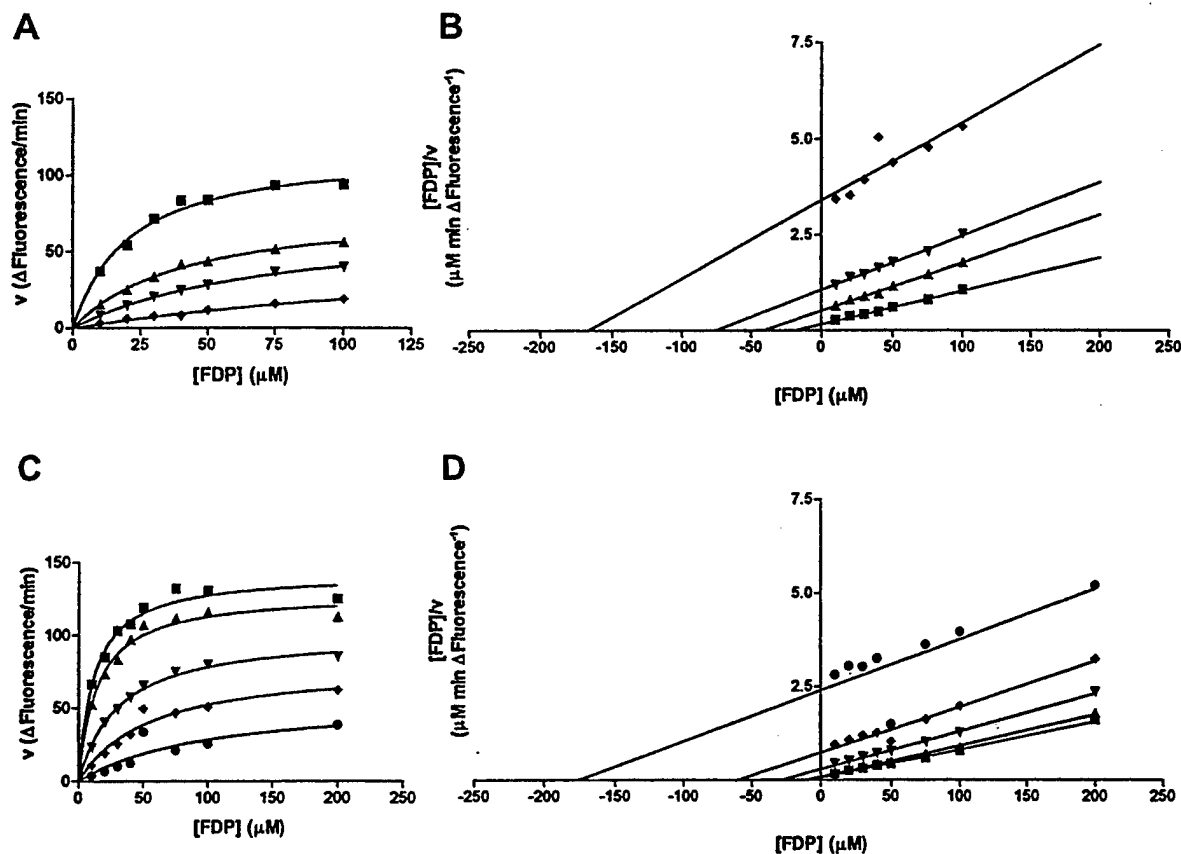 A
150
100
50
0
v (Δ Fluorescence/min)
0 25 50 75 100 125
[FDP] (μM)
B
7.5
5.0
2.5
[FDP]/v
(μM min ΔFluorescence⁻¹)
-250 -200 -150 -100 -50 0 50 100 150 200 250
[FDP] (μM)
C
150
100
50
0
v (Δ Fluorescence/min)
0 50 100 150 200 250
[FDP] (μM)
D
7.5
5.0
2.5
[FDP]/v
(μM min ΔFluorescence⁻¹)
-250 -200 -150 -100 -50 0 50 100 150 200 250
[FDP] (μM)